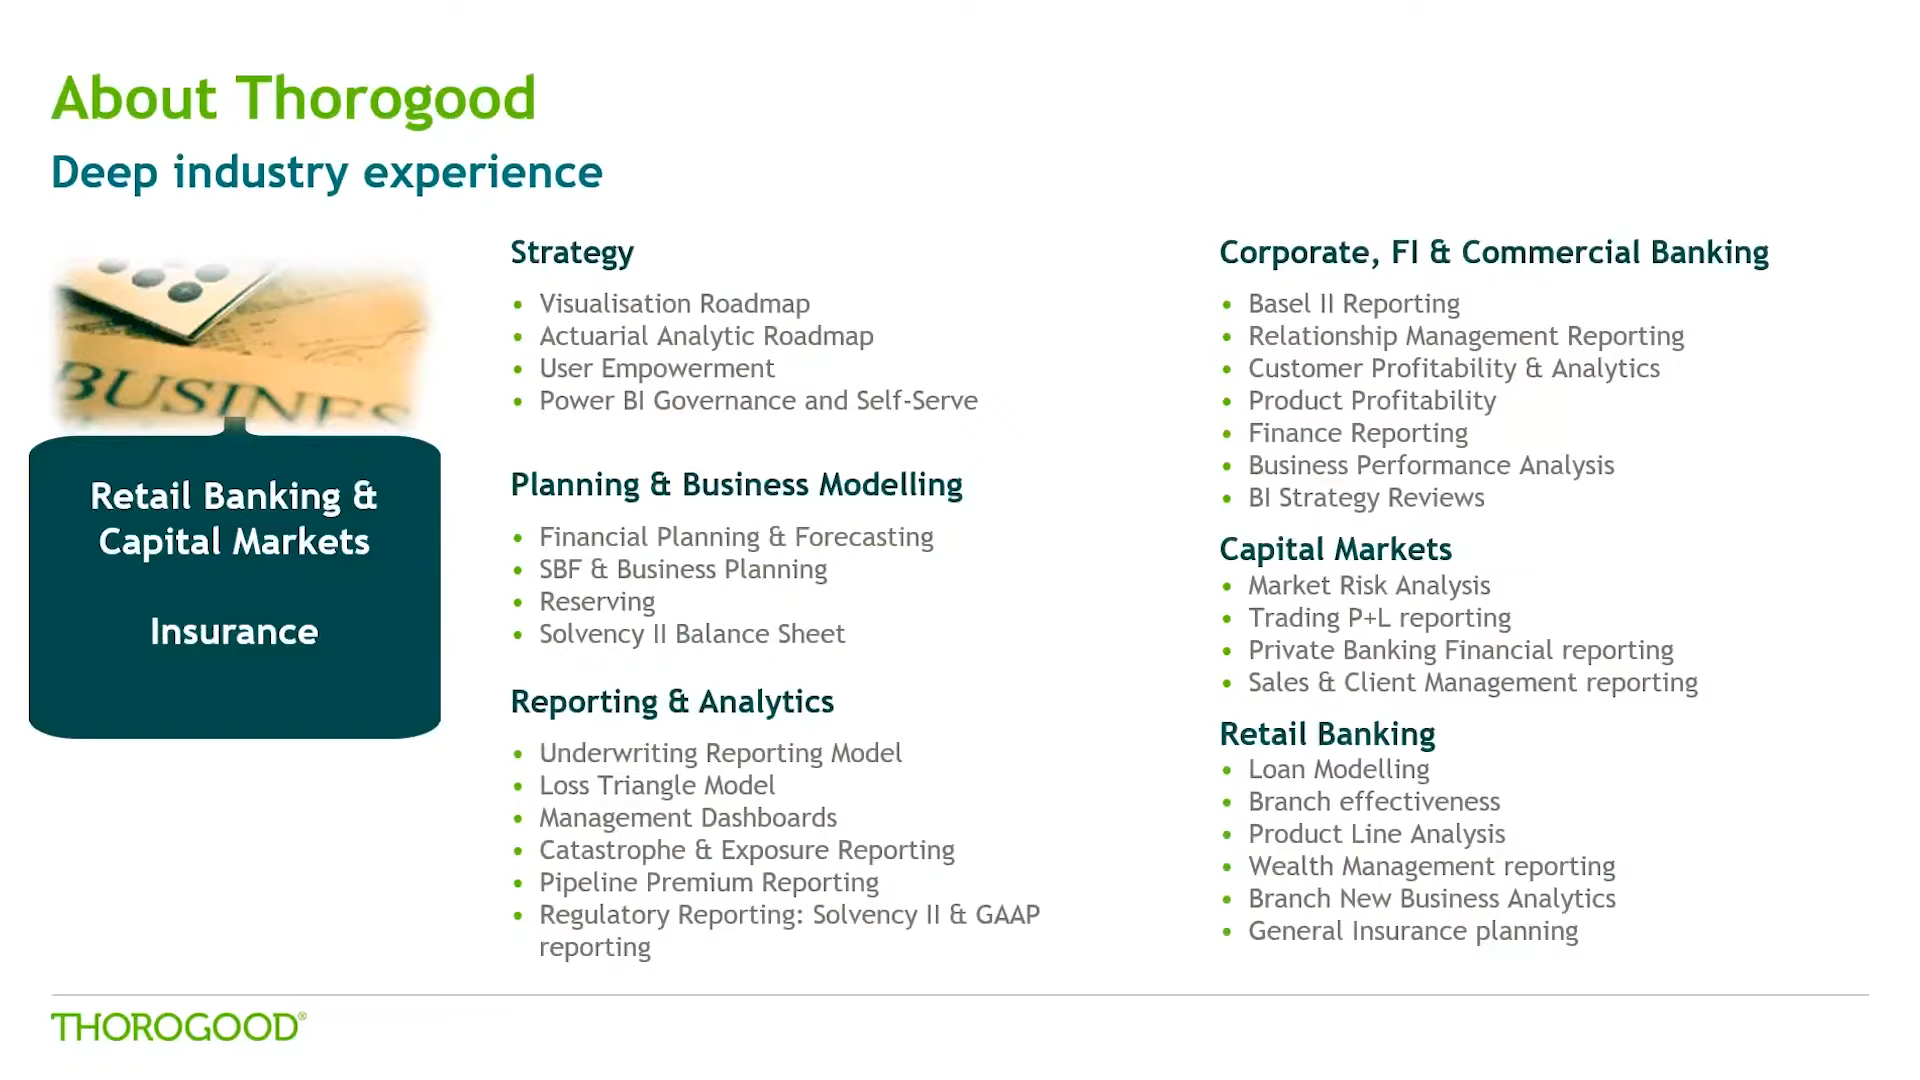 About Thorogood
Deep industry experience
BUSINES
Retail Banking &
Capital Markets
Insurance
Strategy
• Visualisation Roadmap
• Actuarial Analytic Roadmap
• User Empowerment
• Power BI Governance and Self-Serve
Planning & Business Modelling
• Financial Planning & Forecasting
• SBF & Business Planning
• Reserving
• Solvency II Balance Sheet
Reporting & Analytics
• Underwriting Reporting Model
• Loss Triangle Model
• Management Dashboards
• Catastrophe & Exposure Reporting
• Pipeline Premium Reporting
• Regulatory Reporting: Solvency II & GAAP
reporting
Corporate, FI & Commercial Banking
• Basel II Reporting
• Relationship Management Reporting
• Customer Profitability & Analytics
• Product Profitability
• Finance Reporting
• Business Performance Analysis
• BI Strategy Reviews
Capital Markets
• Market Risk Analysis
• Trading P+L reporting
• Private Banking Financial reporting
• Sales & Client Management reporting
Retail Banking
• Loan Modelling
• Branch effectiveness
• Product Line Analysis
• Wealth Management reporting
• Branch New Business Analytics
• General Insurance planning
THOROGOOD®